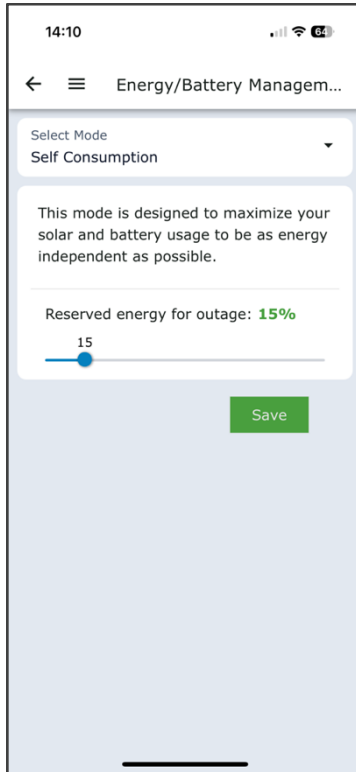 14:10
64
Energy/Battery Managem...
Select Mode
Self Consumption
This mode is designed to maximize your
solar and battery usage to be as energy
independent as possible.
Reserved energy for outage: 15%
15
Save